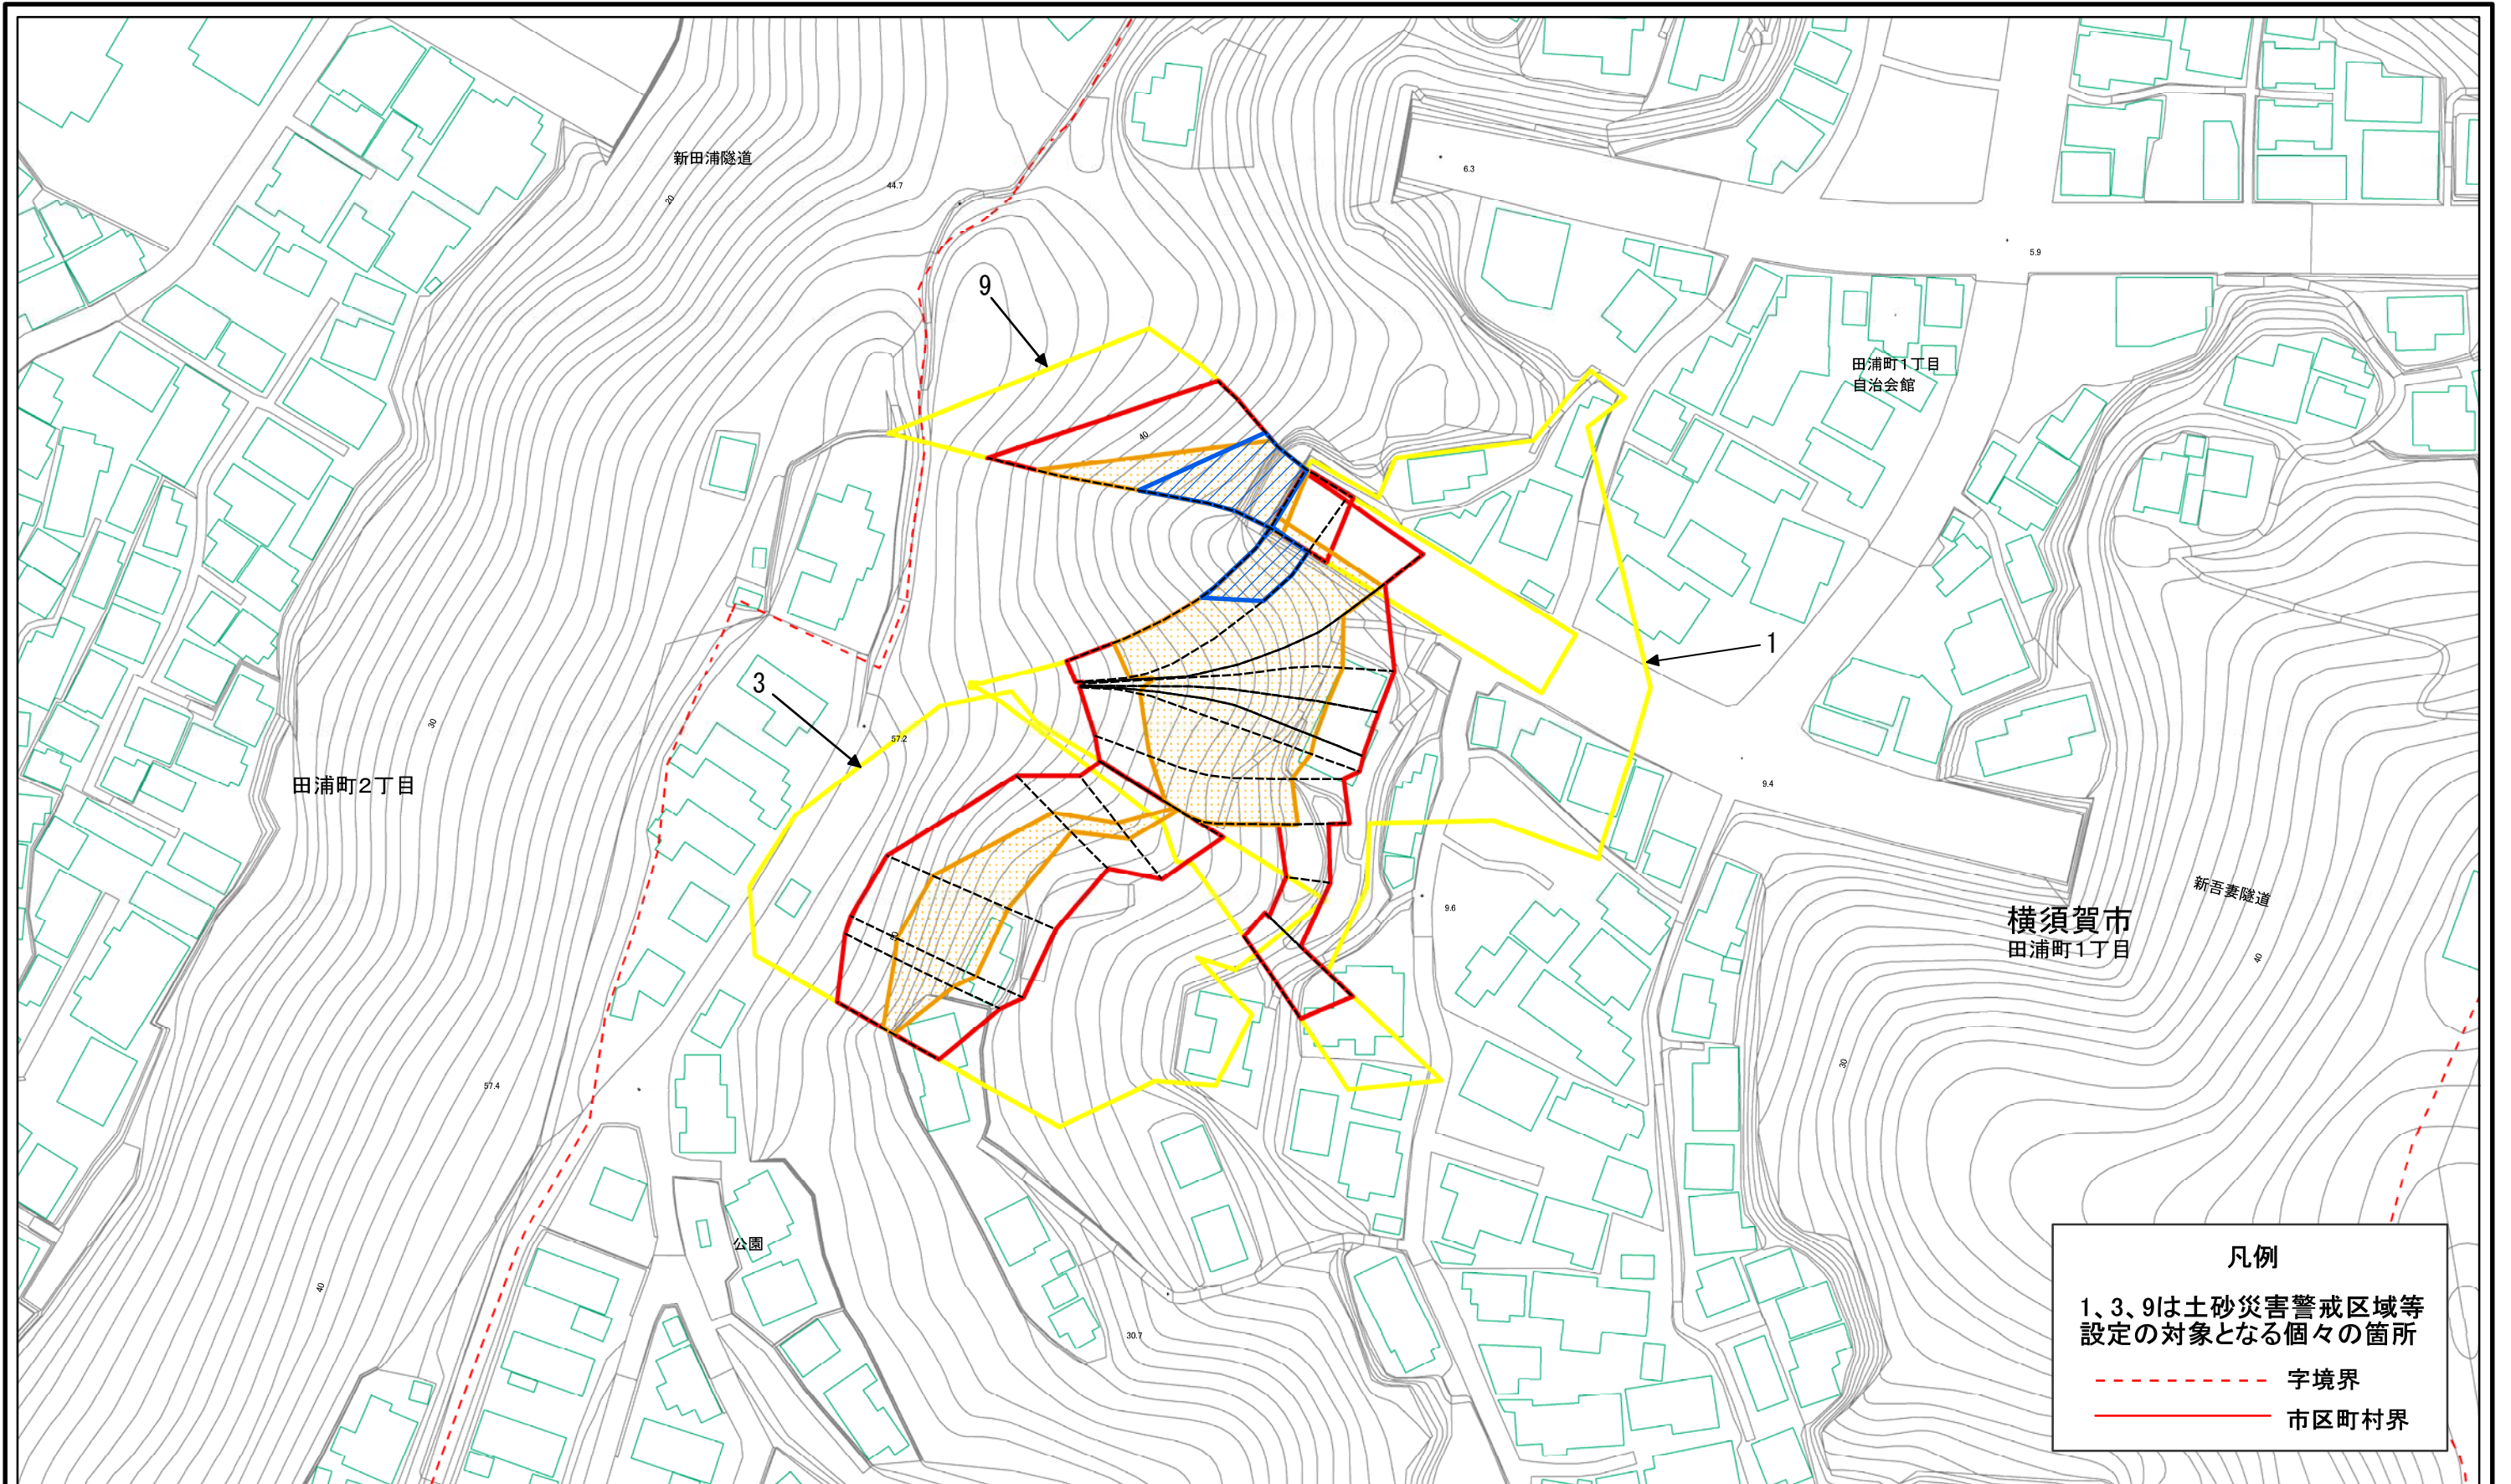 新田浦隧道
20
44.7
6.3
5.9
9
40
田浦町1丁目
自治会館
1
3
57.2
30
田浦町2丁目
9.4
9.6
新吾妻隧道
横須賀市
田浦町1丁目
40
30
57.4
公園
40
30.7
凡例
1、3、9は土砂災害警戒区域等
設定の対象となる個々の箇所
字境界
市区町村界